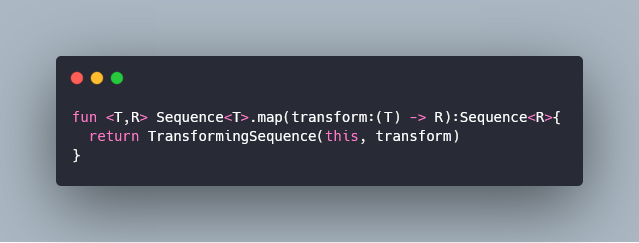 fun <T,R> Sequence<T>.map(transform:(T) -> R):Sequence<R>{
  return TransformingSequence(this, transform)
}